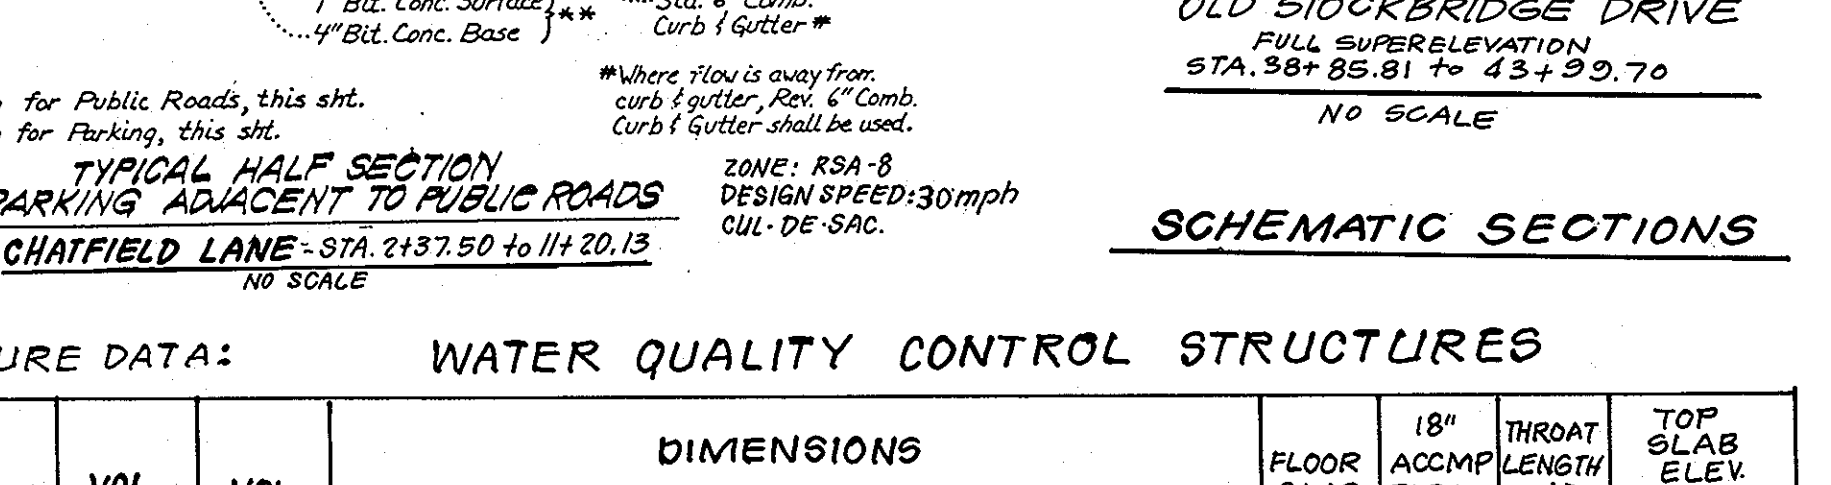 1" Bit. Conc. Surface
4" Bit. Conc. Base } **
Std. 6" Comb.
Curb & Gutter #
for Public Roads, this sht.
for Parking, this sht.
#Where flow is away from
curb & gutter, Rev. 6" Comb.
Curb & Gutter shall be used.
TYPICAL HALF SECTION
PARKING ADJACENT TO PUBLIC ROADS
CHATFIELD LANE - STA. 2+37.50 to 11+20.13
NO SCALE
ZONE: RSA-8
DESIGN SPEED: 30mph
CUL-DE-SAC.
OLD STOCKBRIDGE DRIVE
FULL SUPERELEVATION
STA. 38+85.81 to 43+99.70
NO SCALE
SCHEMATIC SECTIONS
URE DATA:
WATER QUALITY CONTROL STRUCTURES
VOL
VOL
DIMENSIONS
FLOOR
18"
ACCMP
THROAT
LENGTH
TOP
SLAB
ELEV.